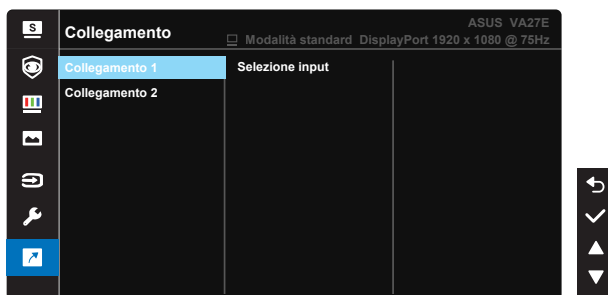 S
Collegamento
ASUS VA27E
Modalità standard DisplayPort 1920 x 1080 @ 75Hz
Collegamento 1
Selezione input
Collegamento 2